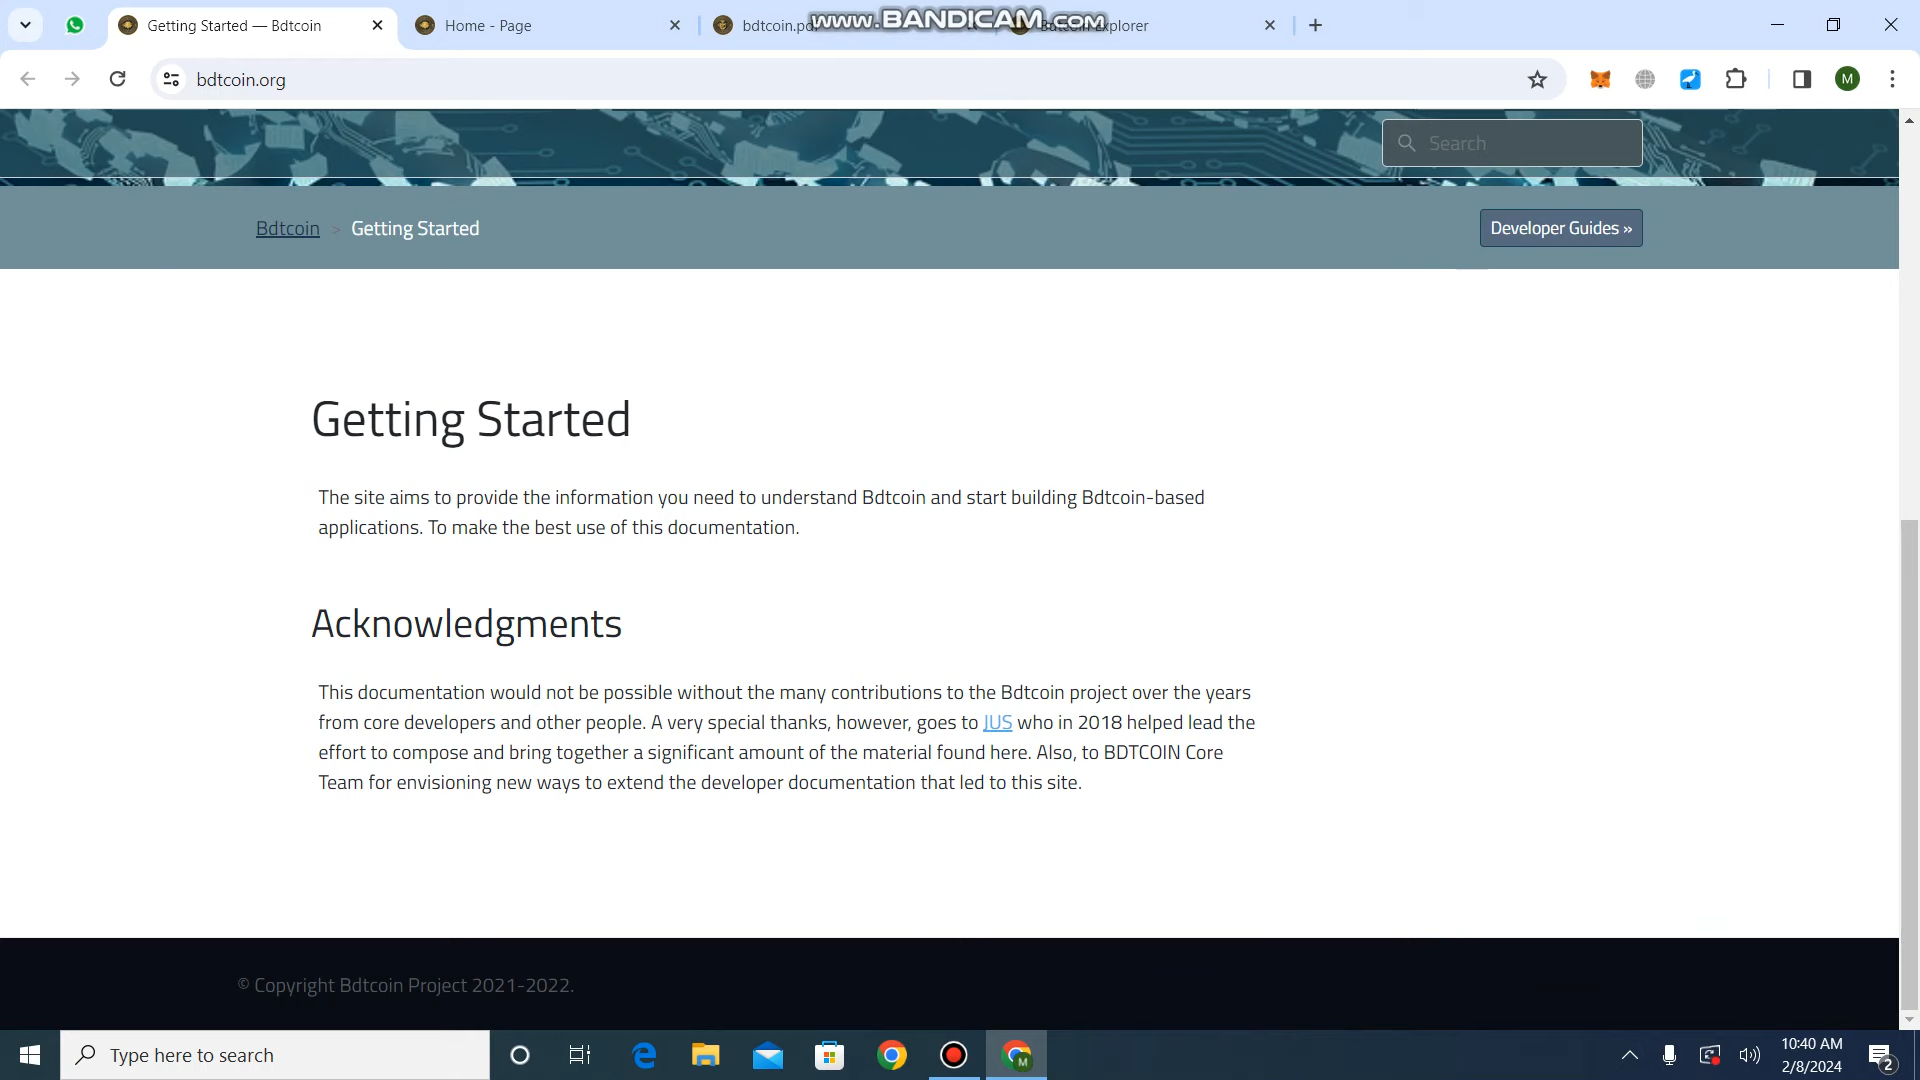 Getting Started — Bdtcoin
Home - Page
bdtcoin.pdf
www.BANDICAM.com
Bdtcoin Explorer
bdtcoin.org
M
Search
Bdtcoin > Getting Started
Developer Guides »
Getting Started
The site aims to provide the information you need to understand Bdtcoin and start building Bdtcoin-based
applications. To make the best use of this documentation.
Acknowledgments
This documentation would not be possible without the many contributions to the Bdtcoin project over the years
from core developers and other people. A very special thanks, however, goes to JUS who in 2018 helped lead the
effort to compose and bring together a significant amount of the material found here. Also, to BDTCOIN Core
Team for envisioning new ways to extend the developer documentation that led to this site.
© Copyright Bdtcoin Project 2021-2022.
Type here to search
M
10:40 AM
2/8/2024
2